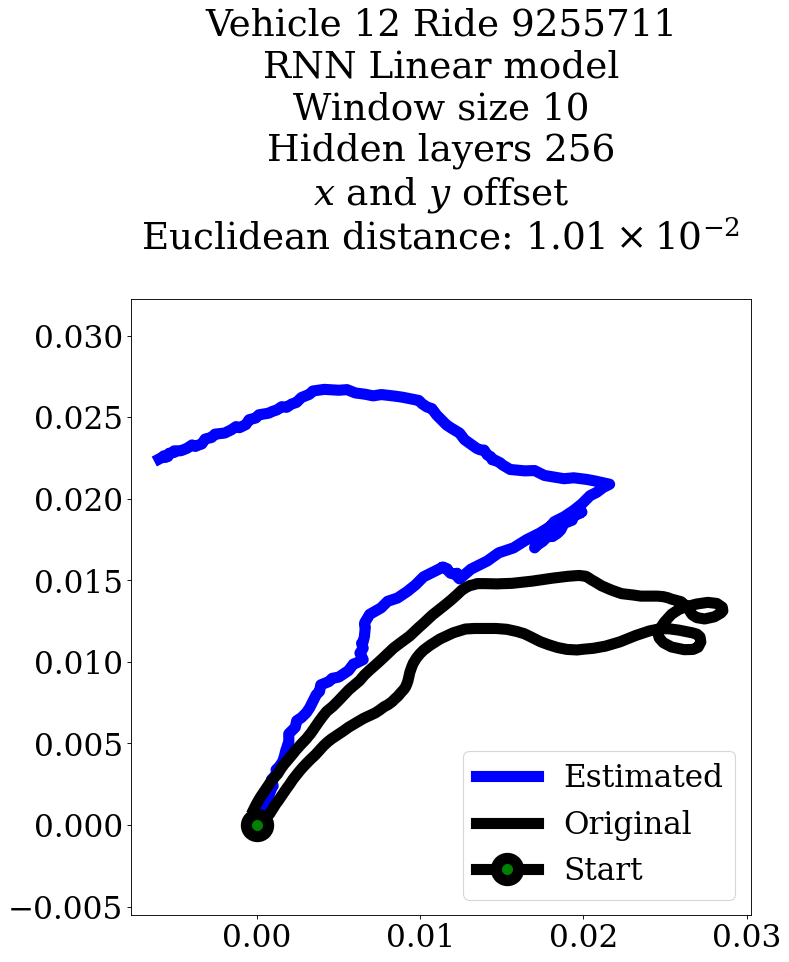 Vehicle 12 Ride 9255711
RNN Linear model
Window size 10
Hidden layers 256
x and y offset
Euclidean distance: 1.01 × 10⁻²
0.030
0.025
0.020
0.015
0.010
0.005
0.000
−0.005
Estimated
Original
Start
0.00 0.01 0.02 0.03